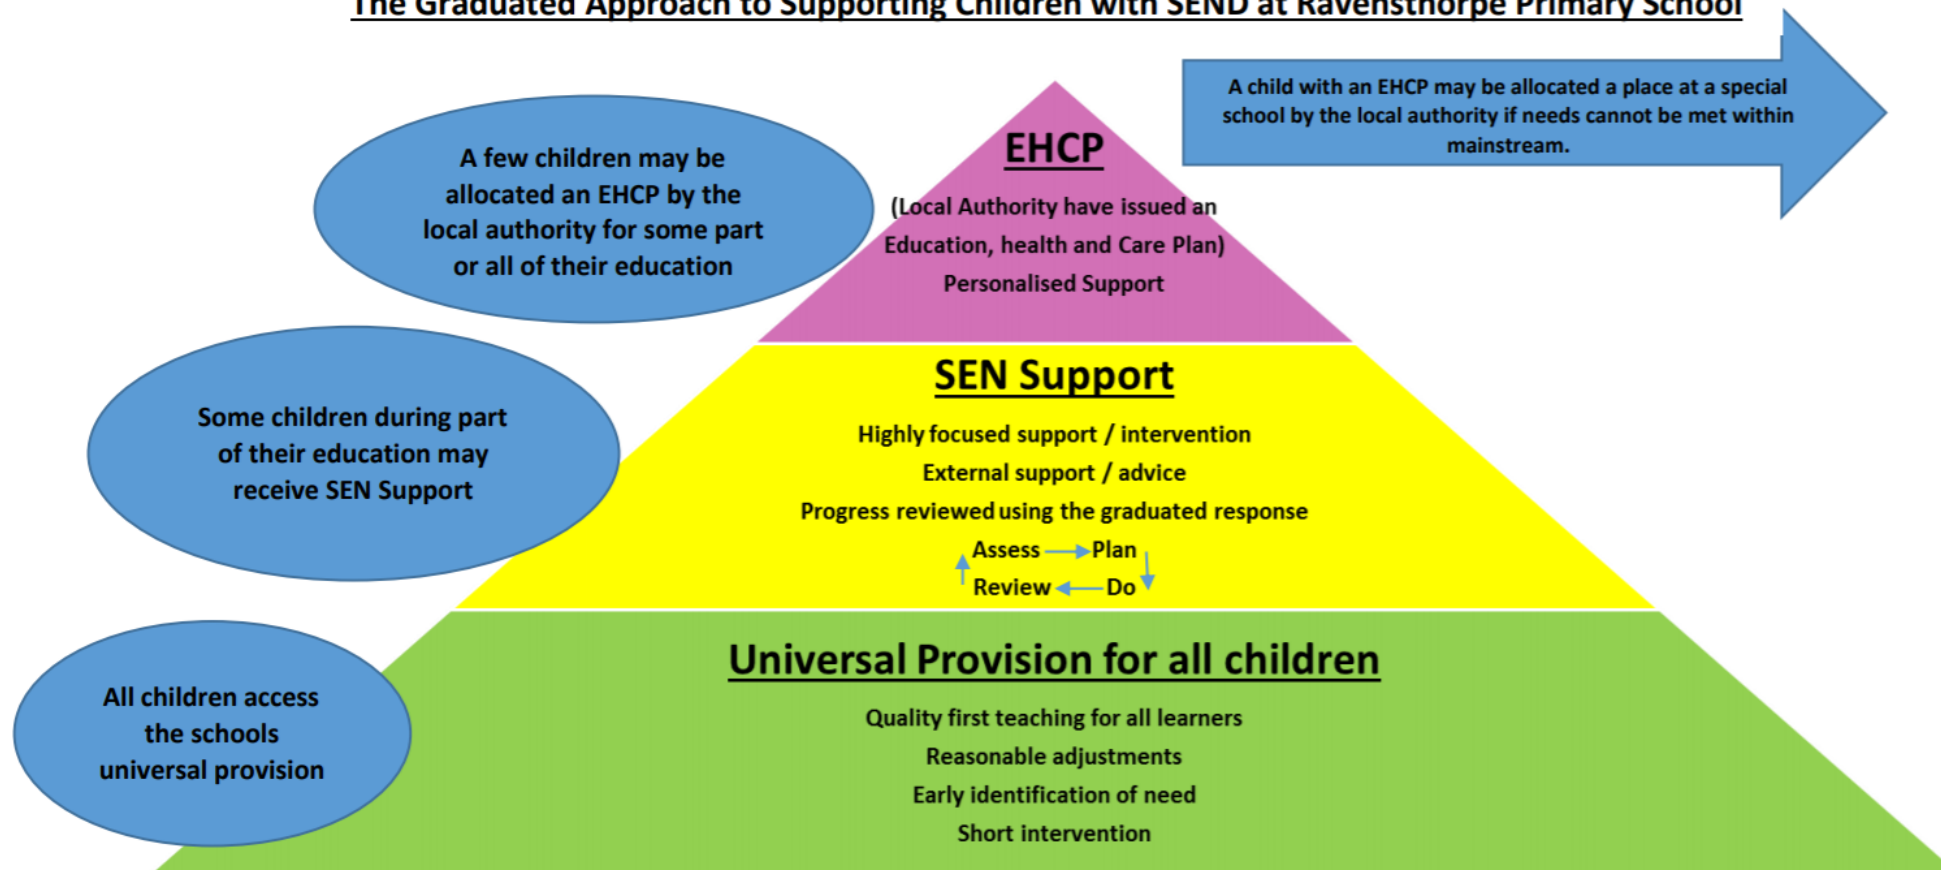 The Graduated Approach to Supporting Children with SEND at Ravensthorpe Primary School
A child with an EHCP may be allocated a place at a special
school by the local authority if needs cannot be met within
mainstream.
A few children may be
allocated an EHCP by the
local authority for some part
or all of their education
EHCP
(Local Authority have issued an
Education, health and Care Plan)
Personalised Support
Some children during part
of their education may
receive SEN Support
SEN Support
Highly focused support / intervention
External support / advice
Progress reviewed using the graduated response
Assess Plan
Review Do
All children access
the schools
universal provision
Universal Provision for all children
Quality first teaching for all learners
Reasonable adjustments
Early identification of need
Short intervention